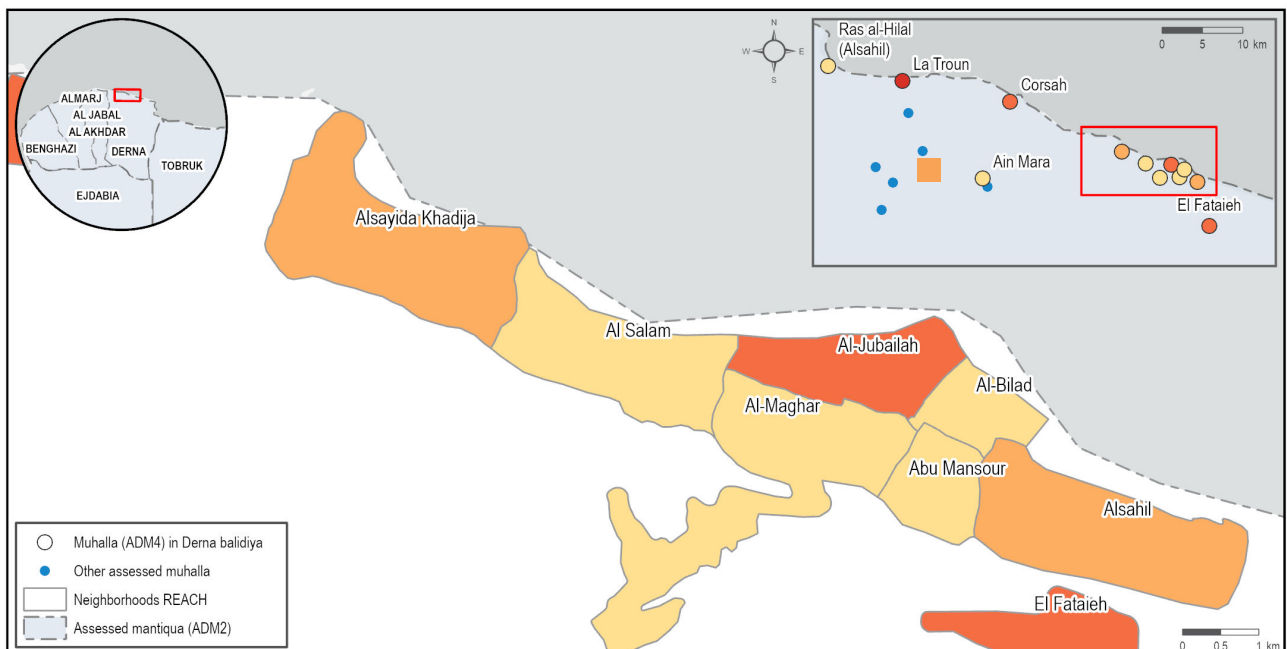 ALMARJ
AL JABAL
AL AKHDAR
BENGHAZI
DERNA
TOBRUK
EJDABIA
N
W
E
S
Ras al-Hilal
(Alsahil)
La Troun
Corsah
Ain Mara
El Fataieh
0 5 10 km
Alsayida Khadija
Al Salam
Al-Jubailah
Al-Maghar
Al-Bilad
Abu Mansour
Alsahil
El Fataieh
Muhalla (ADM4) in Derna balidiya
Other assessed muhalla
Neighborhoods REACH
Assessed mantiqua (ADM2)
0 0.5 1 km